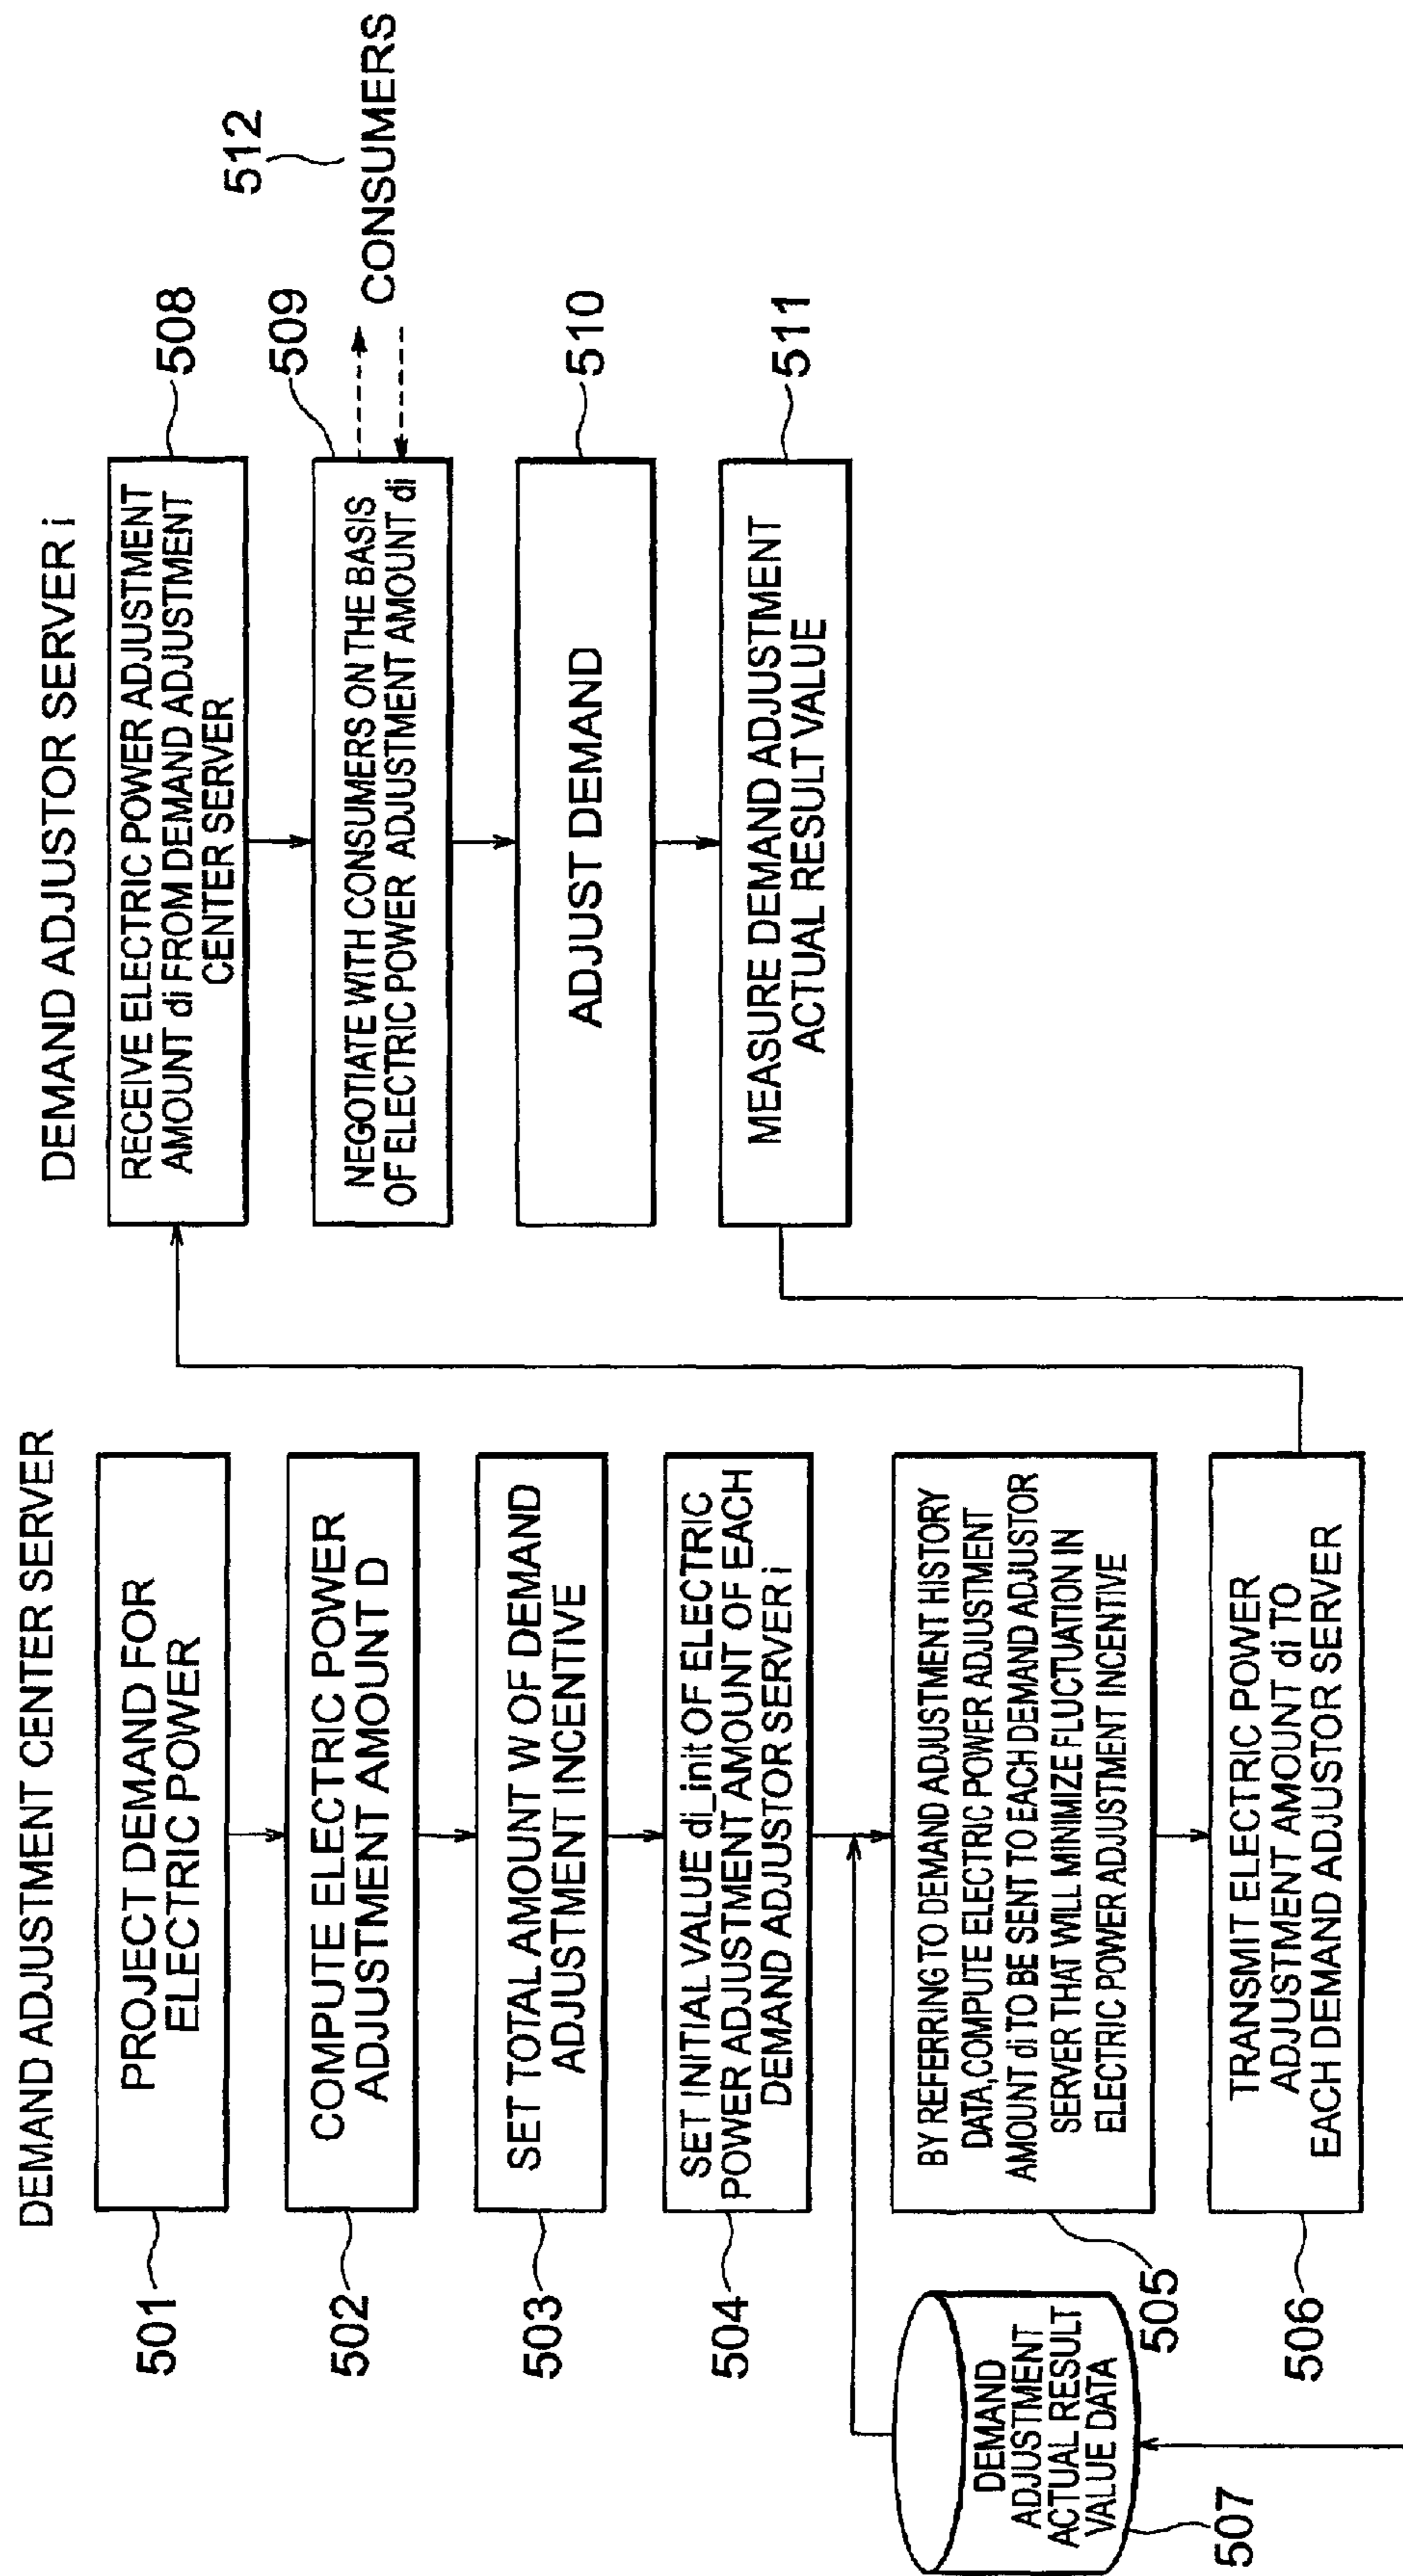 DEMAND ADJUSTMENT CENTER SERVER
501
PROJECT DEMAND FOR
ELECTRIC POWER
502
COMPUTE ELECTRIC POWER
ADJUSTMENT AMOUNT D
503
SET TOTAL AMOUNT W OF DEMAND
ADJUSTMENT INCENTIVE
504
SET INITIAL VALUE di_init OF ELECTRIC
POWER ADJUSTMENT AMOUNT OF EACH
DEMAND ADJUSTOR SERVER i
505
BY REFERRING TO DEMAND ADJUSTMENT HISTORY
DATA,COMPUTE ELECTRIC POWER ADJUSTMENT
AMOUNT di TO BE SENT TO EACH DEMAND ADJUSTOR
SERVER THAT WILL MINIMIZE FLUCTUATION IN
ELECTRIC POWER ADJUSTMENT INCENTIVE
506
TRANSMIT ELECTRIC POWER
ADJUSTMENT AMOUNT di TO
EACH DEMAND ADJUSTOR SERVER
507
DEMAND
ADJUSTMENT
ACTUAL RESULT
VALUE DATA
DEMAND ADJUSTOR SERVER i
508
RECEIVE ELECTRIC POWER ADJUSTMENT
AMOUNT di FROM DEMAND ADJUSTMENT
CENTER SERVER
509
NEGOTIATE WITH CONSUMERS ON THE BASIS
OF ELECTRIC POWER ADJUSTMENT AMOUNT di
510
ADJUST DEMAND
511
MEASURE DEMAND ADJUSTMENT
ACTUAL RESULT VALUE
512
CONSUMERS